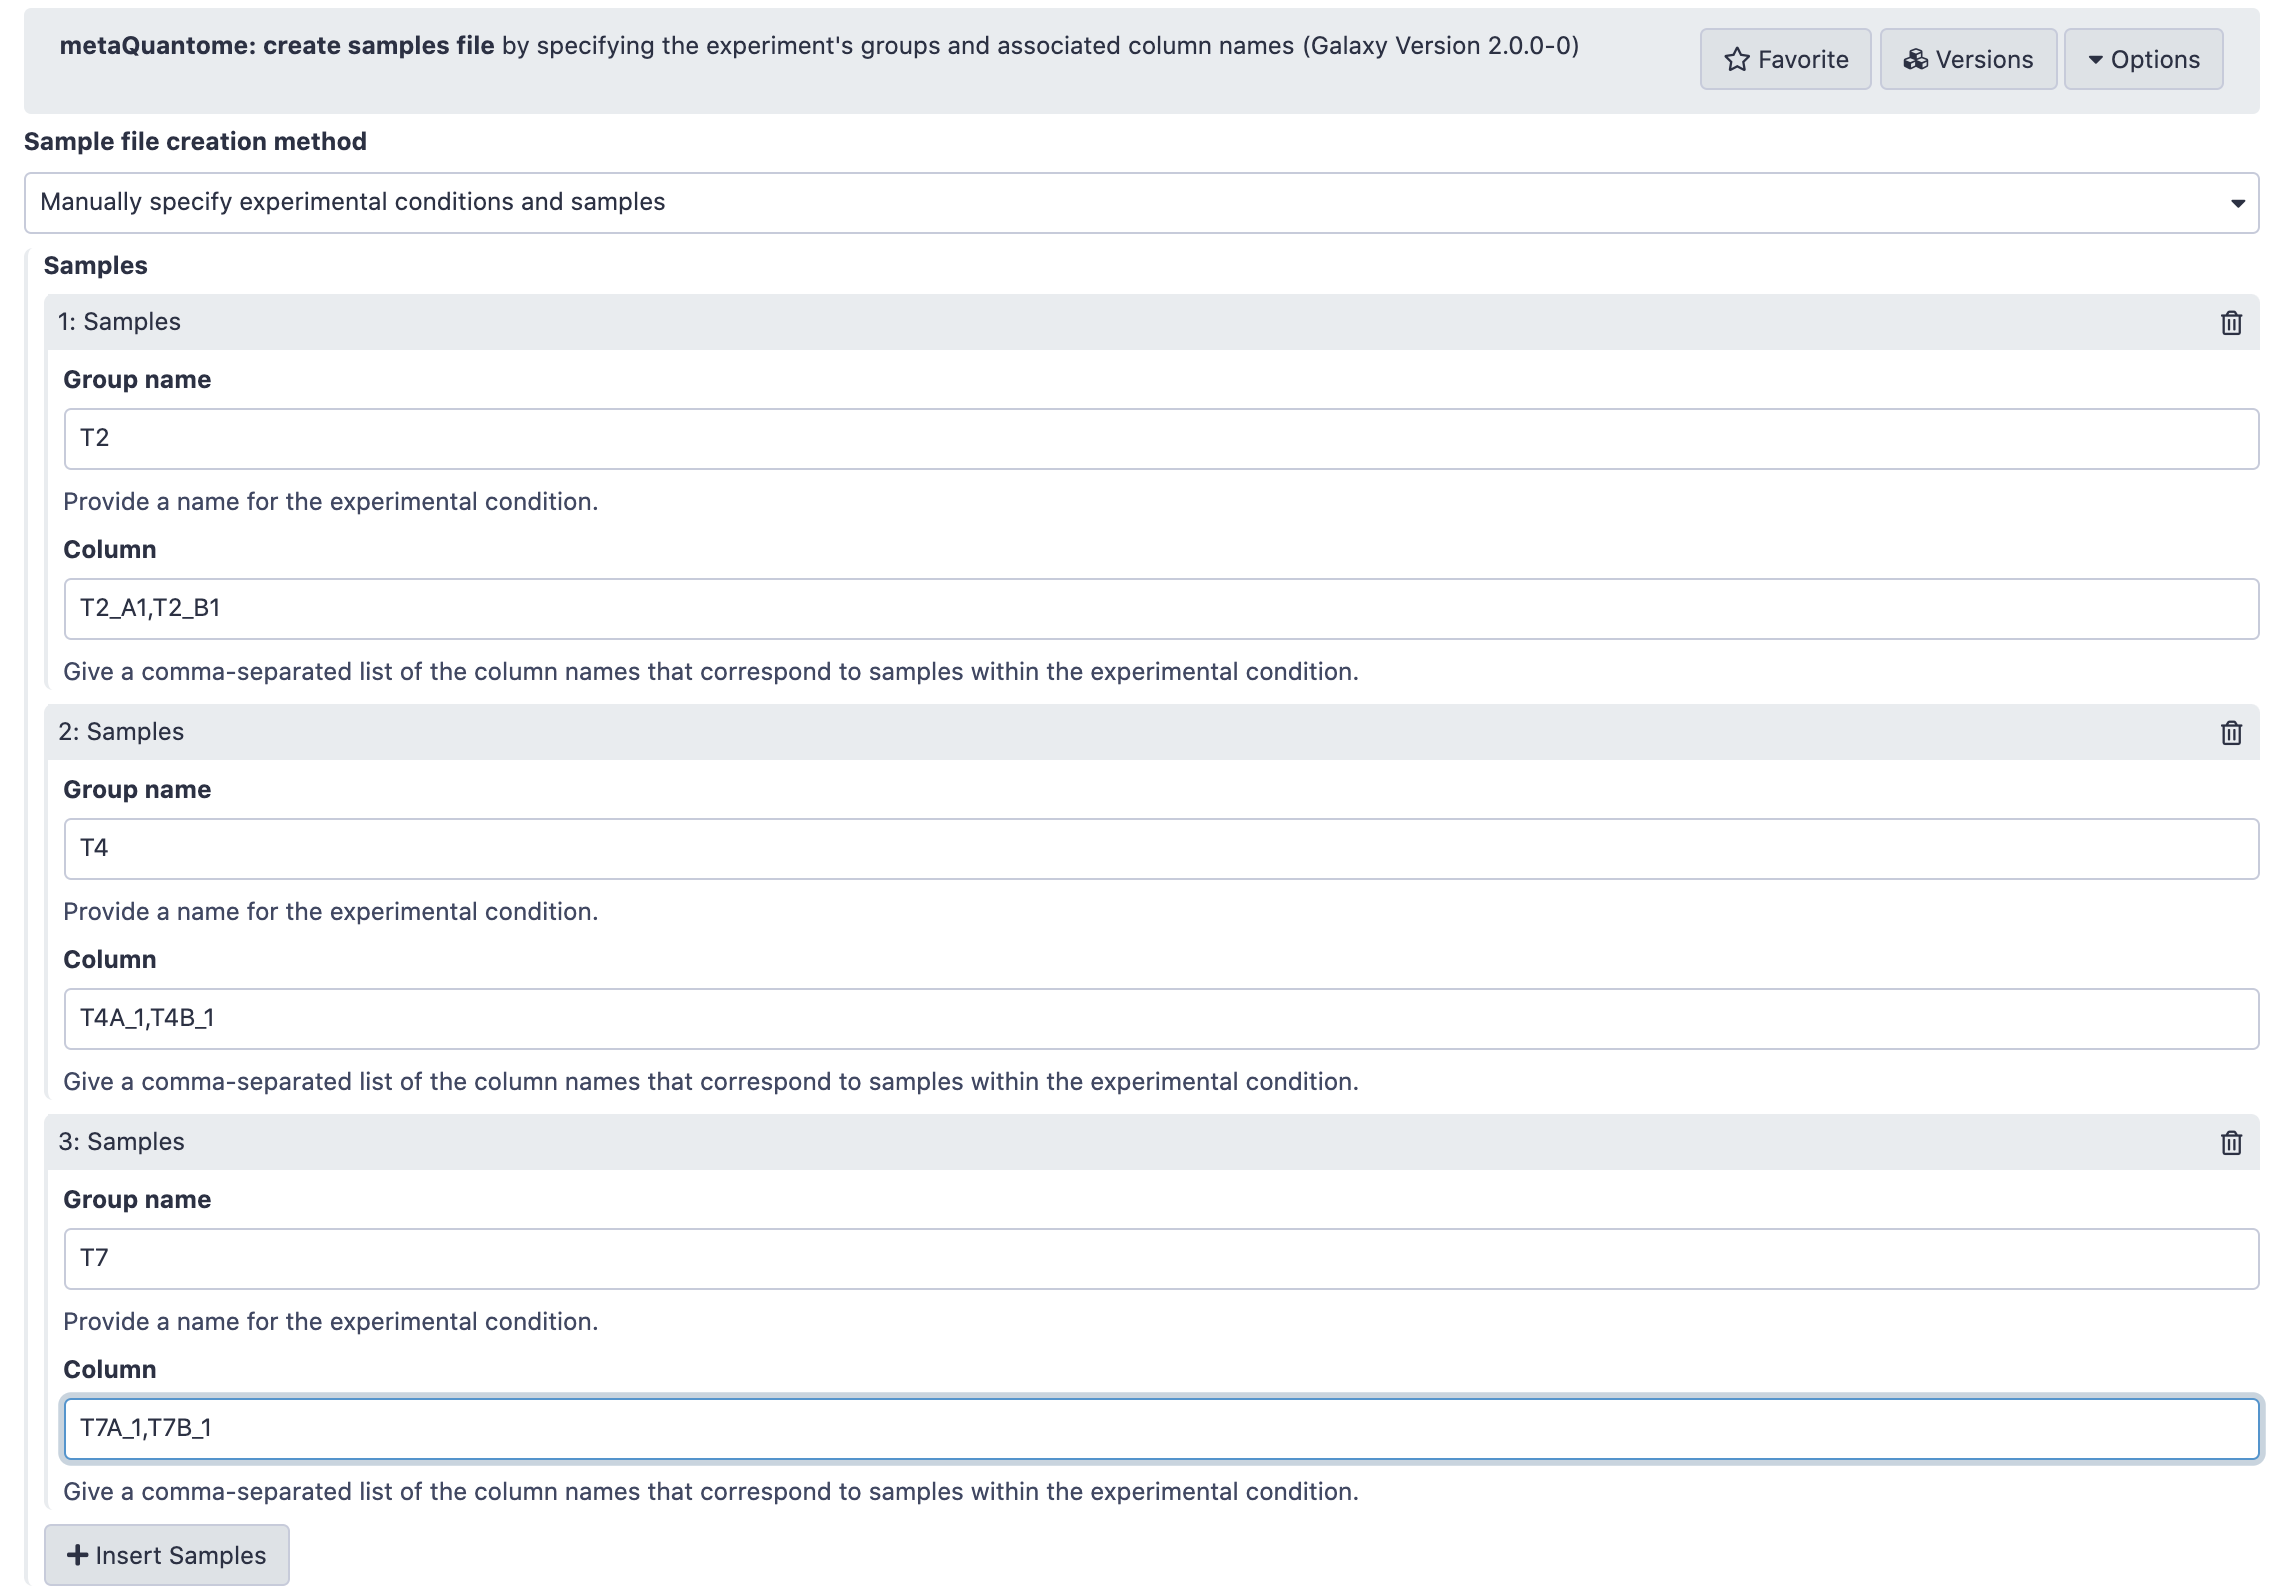 metaQuantome: create samples file by specifying the experiment's groups and associated column names (Galaxy Version 2.0.0-0)
Favorite
Versions
Options
Sample file creation method
Manually specify experimental conditions and samples
Samples
1: Samples
Group name
T2
Provide a name for the experimental condition.
Column
T2_A1,T2_B1
Give a comma-separated list of the column names that correspond to samples within the experimental condition.
2: Samples
Group name
T4
Provide a name for the experimental condition.
Column
T4A_1,T4B_1
Give a comma-separated list of the column names that correspond to samples within the experimental condition.
3: Samples
Group name
T7
Provide a name for the experimental condition.
Column
T7A_1,T7B_1
Give a comma-separated list of the column names that correspond to samples within the experimental condition.
Insert Samples